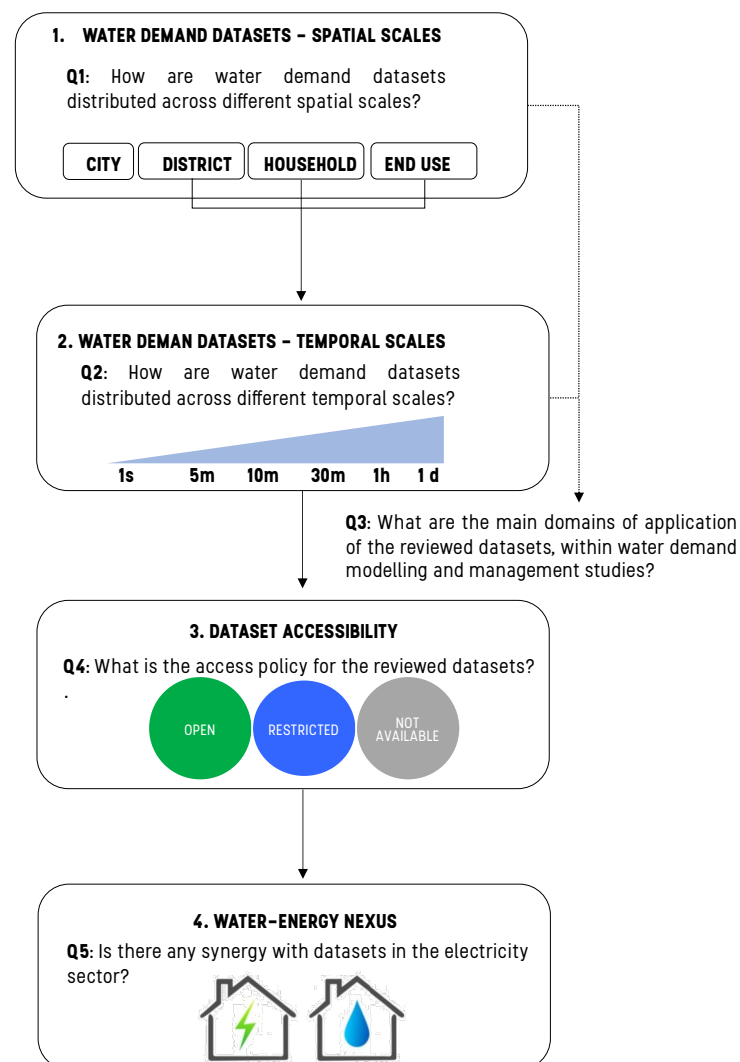 1. WATER DEMAND DATASETS – SPATIAL SCALES
Q1: How are water demand datasets
distributed across different spatial scales?
CITY DISTRICT HOUSEHOLD END USE
2. WATER DEMAN DATASETS – TEMPORAL SCALES
Q2: How are water demand datasets
distributed across different temporal scales?
1s 5m 10m 30m 1h 1 d
Q3: What are the main domains of application
of the reviewed datasets, within water demand
modelling and management studies?
3. DATASET ACCESSIBILITY
Q4: What is the access policy for the reviewed datasets?
.
OPEN RESTRICTED NOT
AVAILABLE
4. WATER–ENERGY NEXUS
Q5: Is there any synergy with datasets in the electricity
sector?